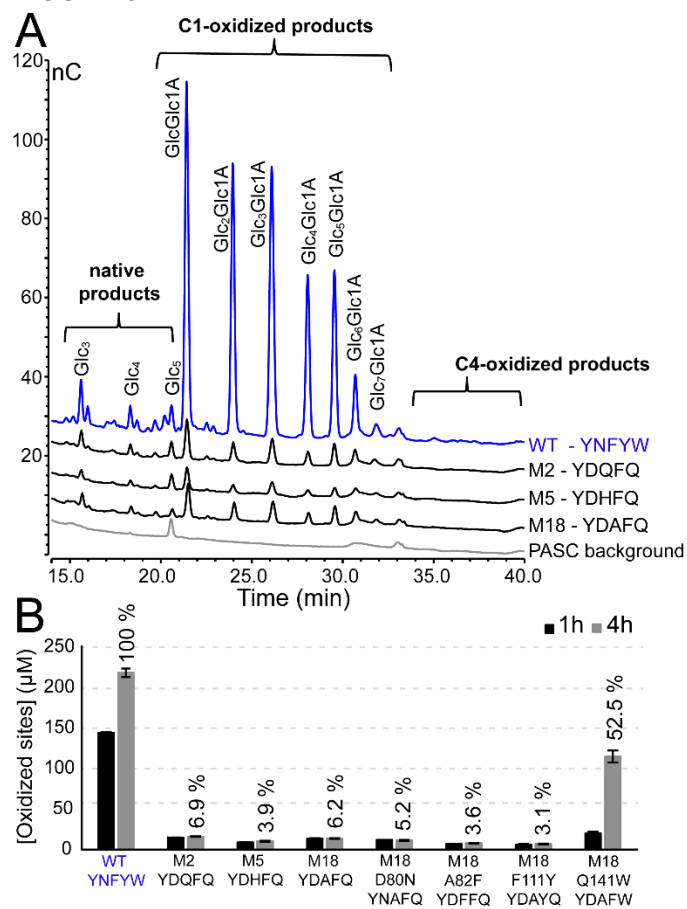 A
C1-oxidized products
120
nC
100
80
60
40
20
GlcGlc1A
Glc₂Glc1A
Glc₃Glc1A
Glc₄Glc1A
Glc₅Glc1A
Glc₆Glc1A
Glc₇Glc1A
native
products
Glc₃
Glc₄
Glc₅
C4-oxidized products
WT - YNFYW
M2 - YDQFQ
M5 - YDHFQ
M18 - YDAFQ
PASC background
14.0 20.0 25.0 30.0 35.0 40.0
Time (min)
B
1h 4h
[Oxidized sites] (µM)
250
200
150
100
50
0
100 %
6.9 %
3.9 %
6.2 %
5.2 %
3.6 %
3.1 %
52.5 %
WT M2 M5 M18 M18 M18 M18 M18
YNFYW YDQFQ YDHFQ YDAFQ D80N A82F F111Y Q141W
YNAFQ YDFFQ YDAYQ YDAFW